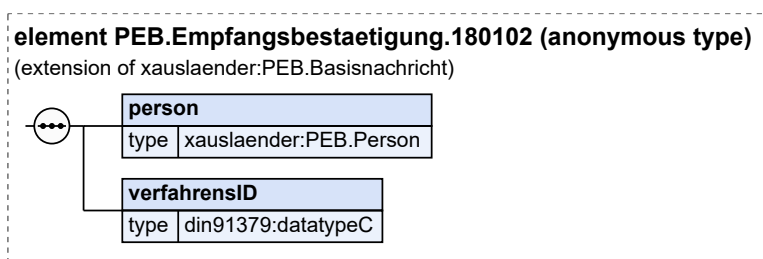 element PEB.Empfangsbestaetigung.180102 (anonymous type)
(extension of xauslaender:PEB.Basisnachricht)
person
type xauslaender:PEB.Person
verfahrensID
type din91379:datatypeC